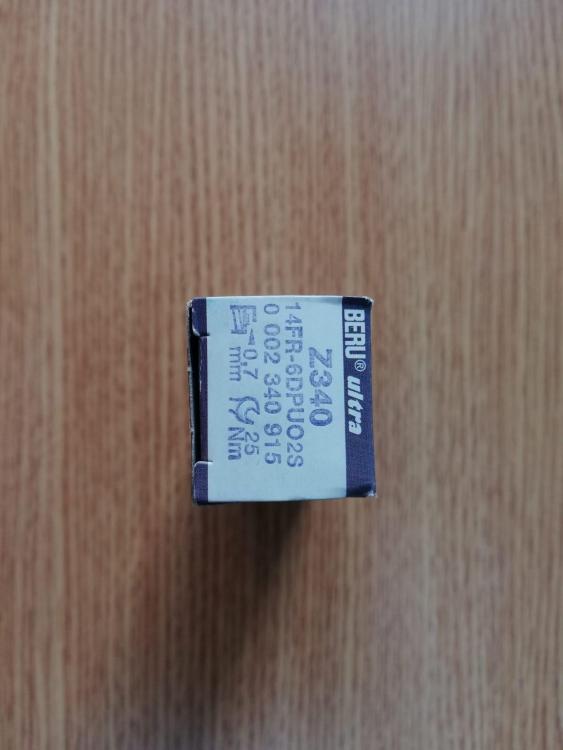 BERU® ultra
Z340
14FR-6DPUO2S
0 002 340 915
0,7 mm 25 Nm